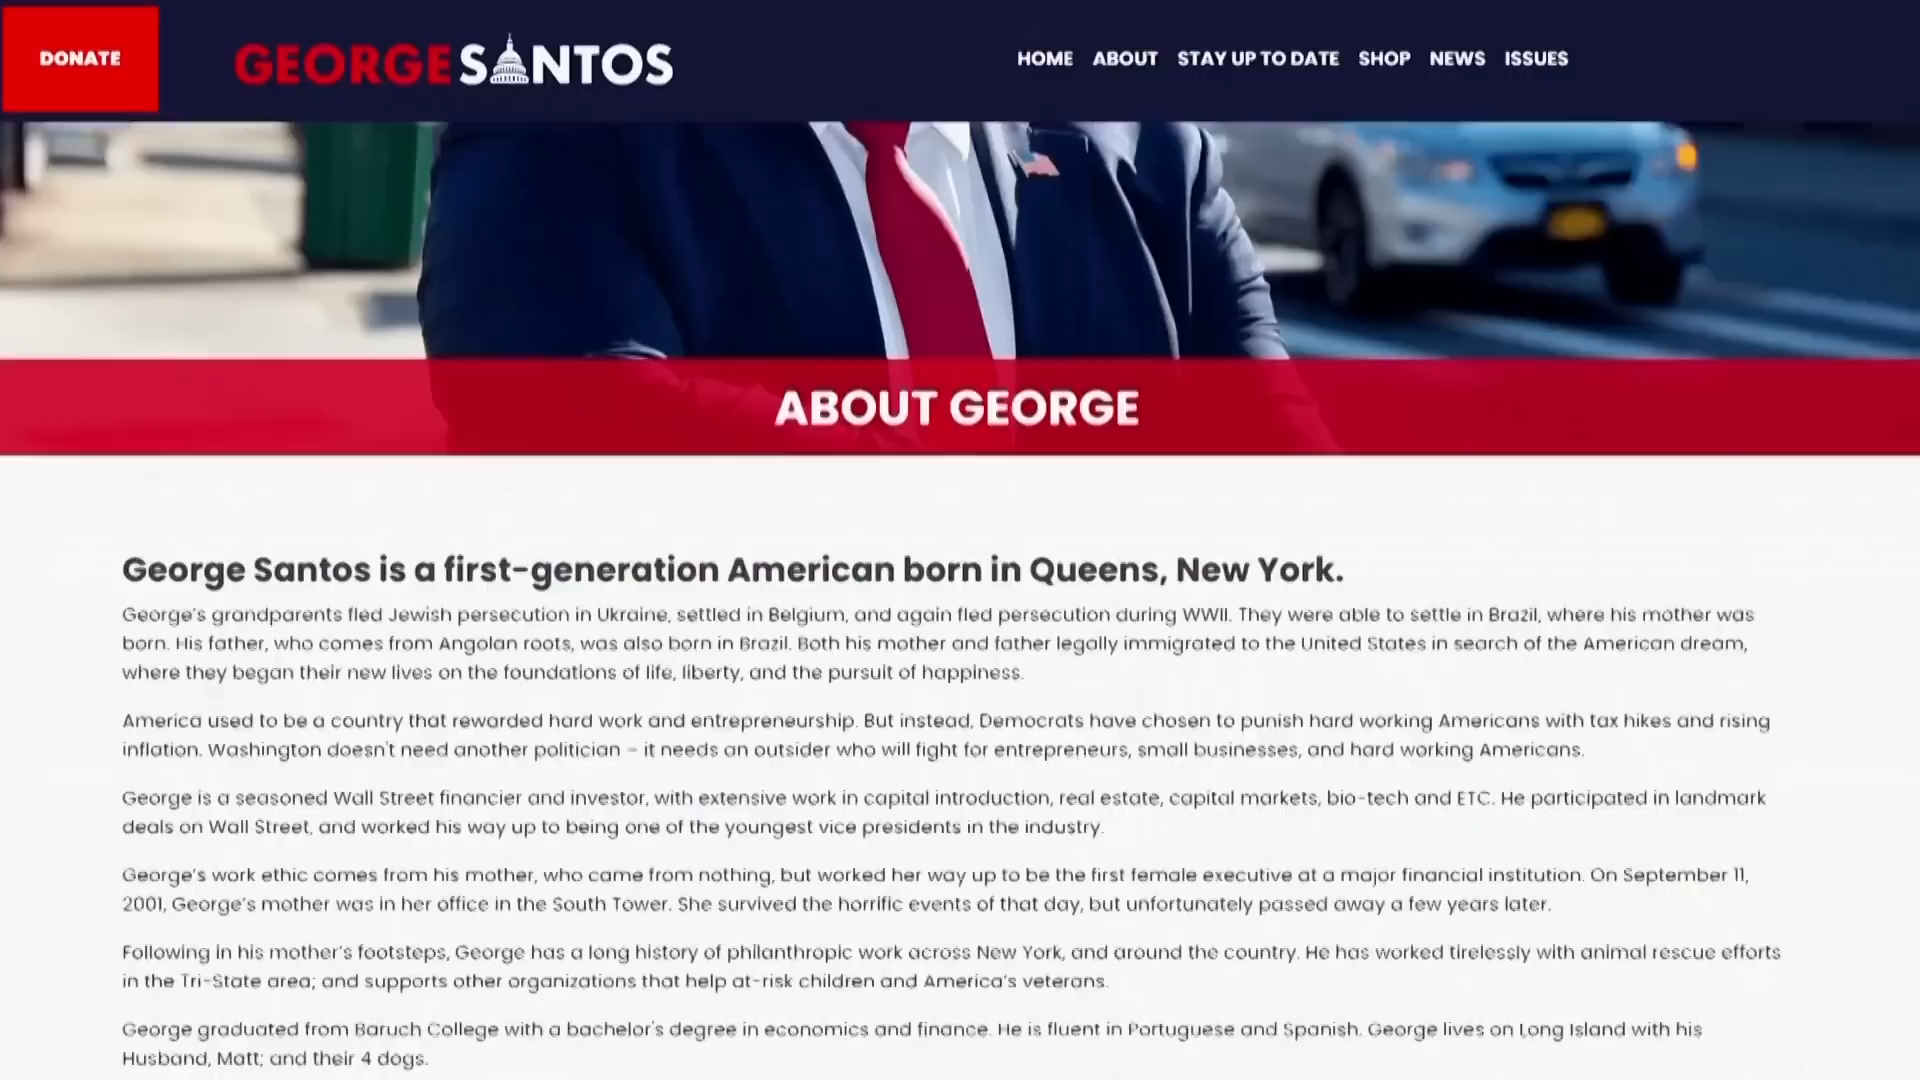 DONATE
GEORGE SANTOS
HOME ABOUT STAY UP TO DATE SHOP NEWS ISSUES
ABOUT GEORGE
George Santos is a first-generation American born in Queens, New York.
George's grandparents fled Jewish persecution in Ukraine, settled in Belgium, and again fled persecution during WWII. They were able to settle in Brazil, where his mother was
born. His father, who comes from Angolan roots, was also born in Brazil. Both his mother and father legally immigrated to the United States in search of the American dream,
where they began their new lives on the foundations of life, liberty, and the pursuit of happiness.
America used to be a country that rewarded hard work and entrepreneurship. But instead, Democrats have chosen to punish hard working Americans with tax hikes and rising
inflation. Washington doesn't need another politician – it needs an outsider who will fight for entrepreneurs, small businesses, and hard working Americans.
George is a seasoned Wall Street financier and investor, with extensive work in capital introduction, real estate, capital markets, bio-tech and ETC. He participated in landmark
deals on Wall Street, and worked his way up to being one of the youngest vice presidents in the industry.
George's work ethic comes from his mother, who came from nothing, but worked her way up to be the first female executive at a major financial institution. On September 11,
2001, George's mother was in her office in the South Tower. She survived the horrific events of that day, but unfortunately passed away a few years later.
Following in his mother's footsteps, George has a long history of philanthropic work across New York, and around the country. He has worked tirelessly with animal rescue efforts
in the Tri-State area; and supports other organizations that help at-risk children and America's veterans.
George graduated from Baruch College with a bachelor's degree in economics and finance. He is fluent in Portuguese and Spanish. George lives on Long Island with his
Husband, Matt; and their 4 dogs.